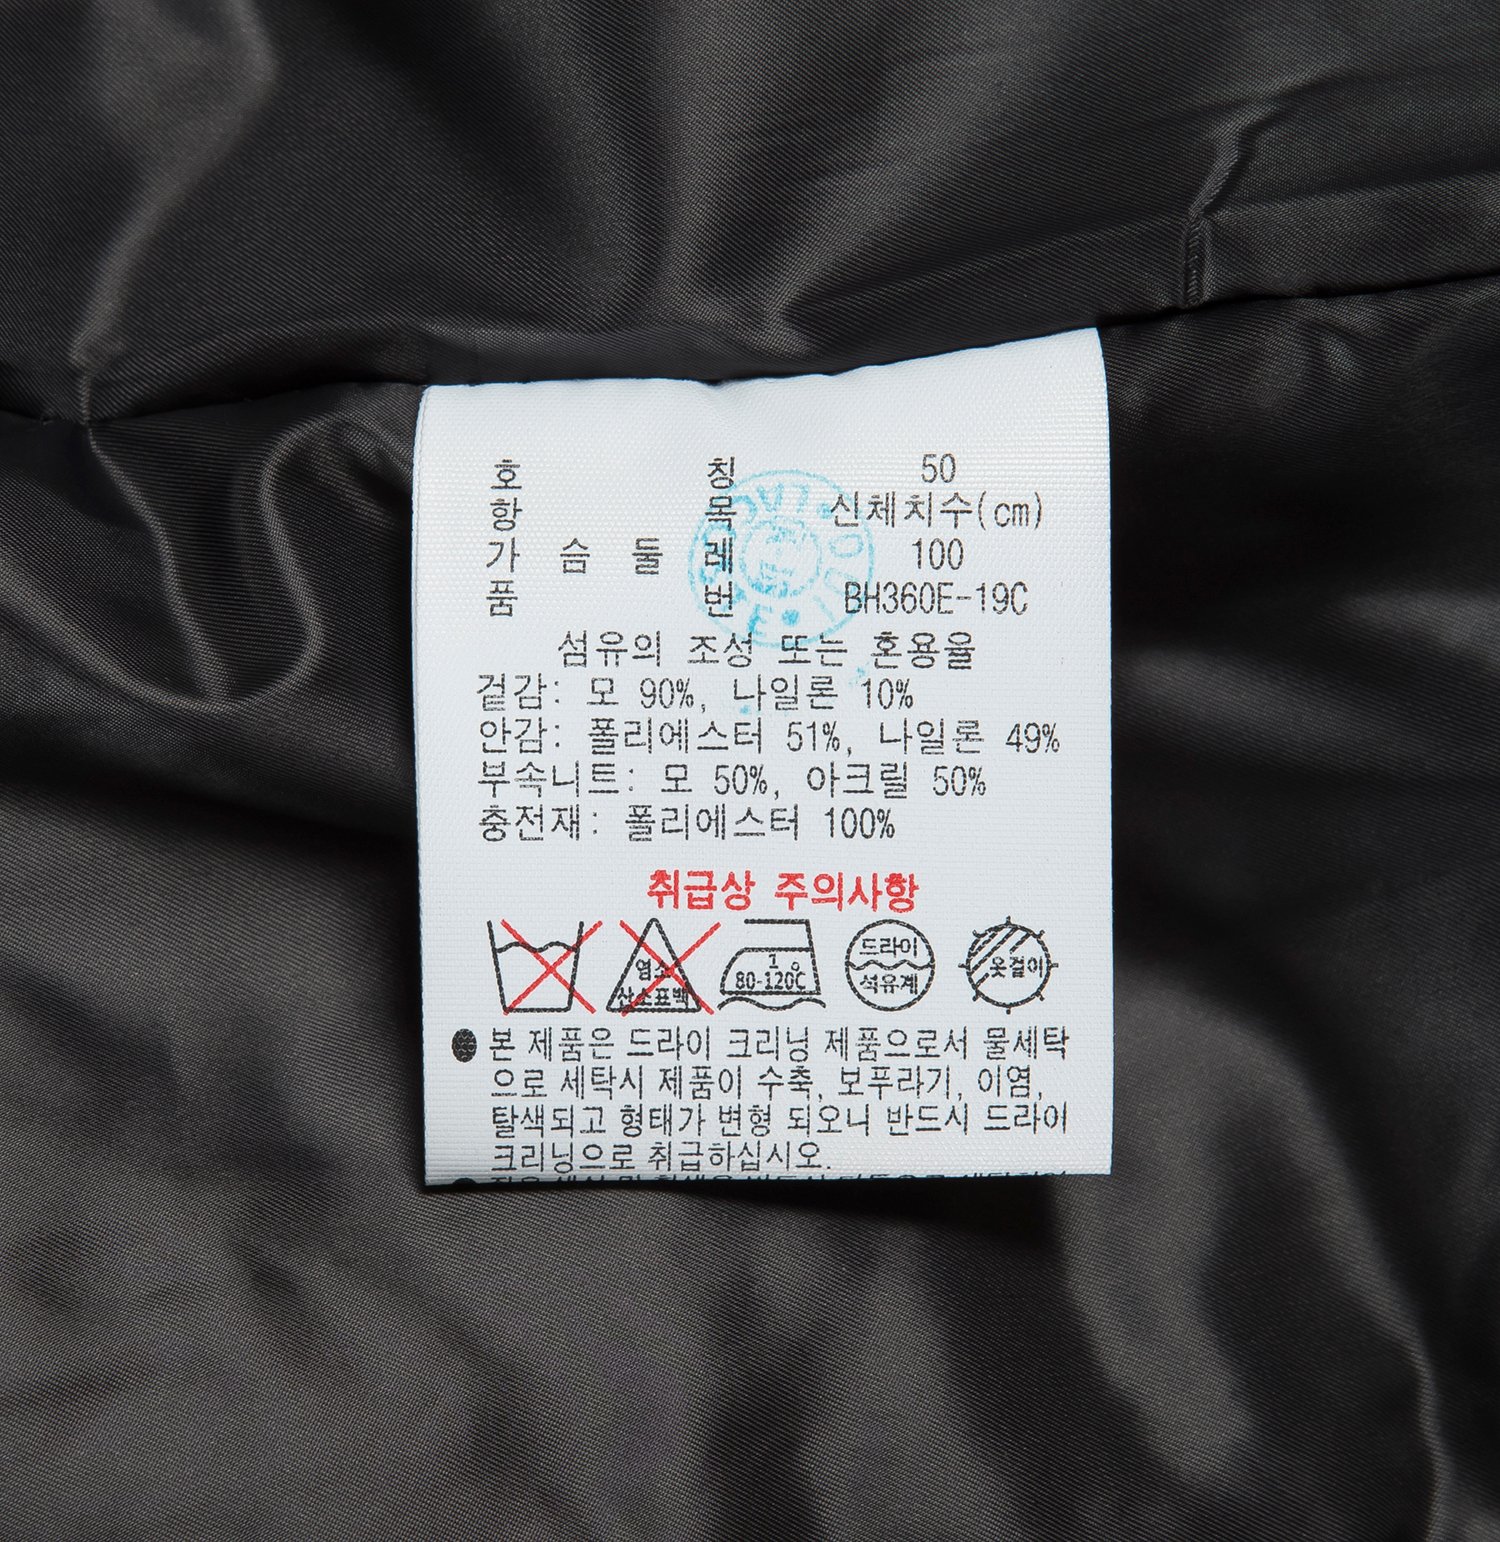 호 칭 50
항 목 신체치수(cm)
가 슴 둘 레 100
품 번 BH360E-19C
섬유의 조성 또는 혼용율
겉감: 모 90%, 나일론 10%
안감: 폴리에스터 51%, 나일론 49%
부속니트: 모 50%, 아크릴 50%
충전재: 폴리에스터 100%
취급상 주의사항
염소
산소표백
1
80-120℃
드라이
석유계
옷걸이
● 본 제품은 드라이 크리닝 제품으로서 물세탁
으로 세탁시 제품이 수축, 보푸라기, 이염,
탈색되고 형태가 변형 되오니 반드시 드라이
크리닝으로 취급하십시오.